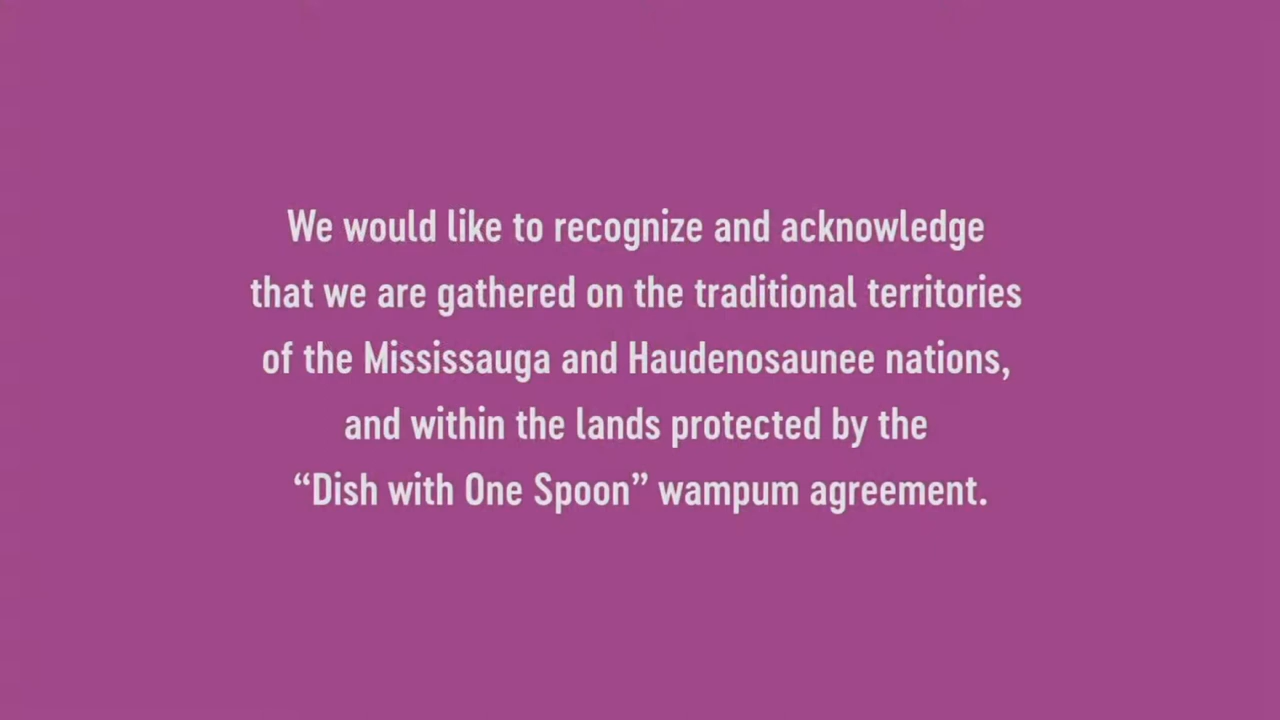 We would like to recognize and acknowledge
that we are gathered on the traditional territories
of the Mississauga and Haudenosaunee nations,
and within the lands protected by the
“Dish with One Spoon” wampum agreement.